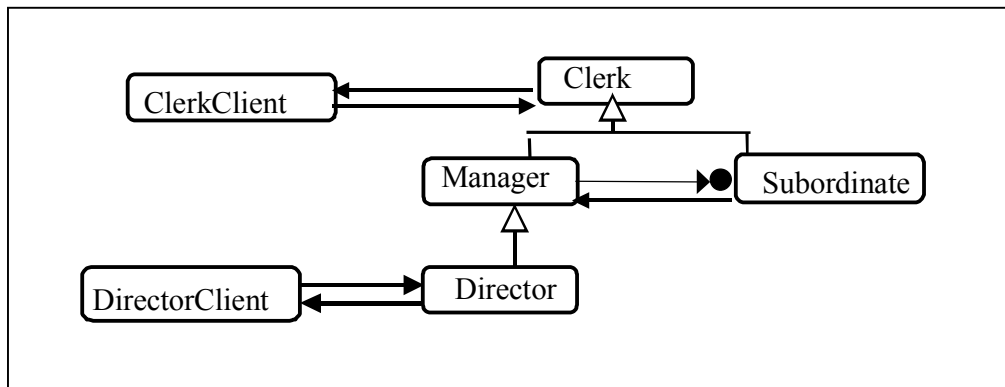 Clerk
ClerkClient
Manager
Subordinate
Director
DirectorClient